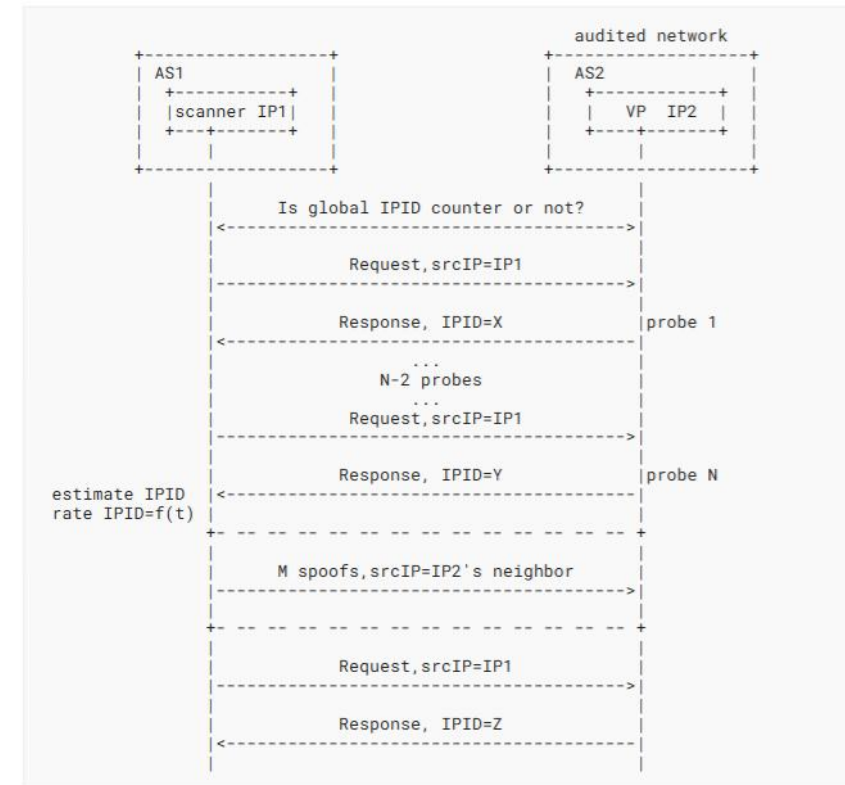 audited network
AS1 AS2
scanner IP1 VP IP2
Is global IPID counter or not?
Request,srcIP=IP1
Response, IPID=X probe 1
...
N-2 probes
...
Request,srcIP=IP1
Response, IPID=Y probe N
estimate IPID
rate IPID=f(t)
M spoofs,srcIP=IP2's neighbor
Request,srcIP=IP1
Response, IPID=Z